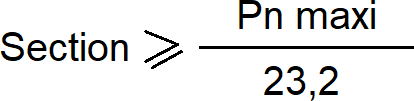 Section ⩾ Pn maxi
23,2